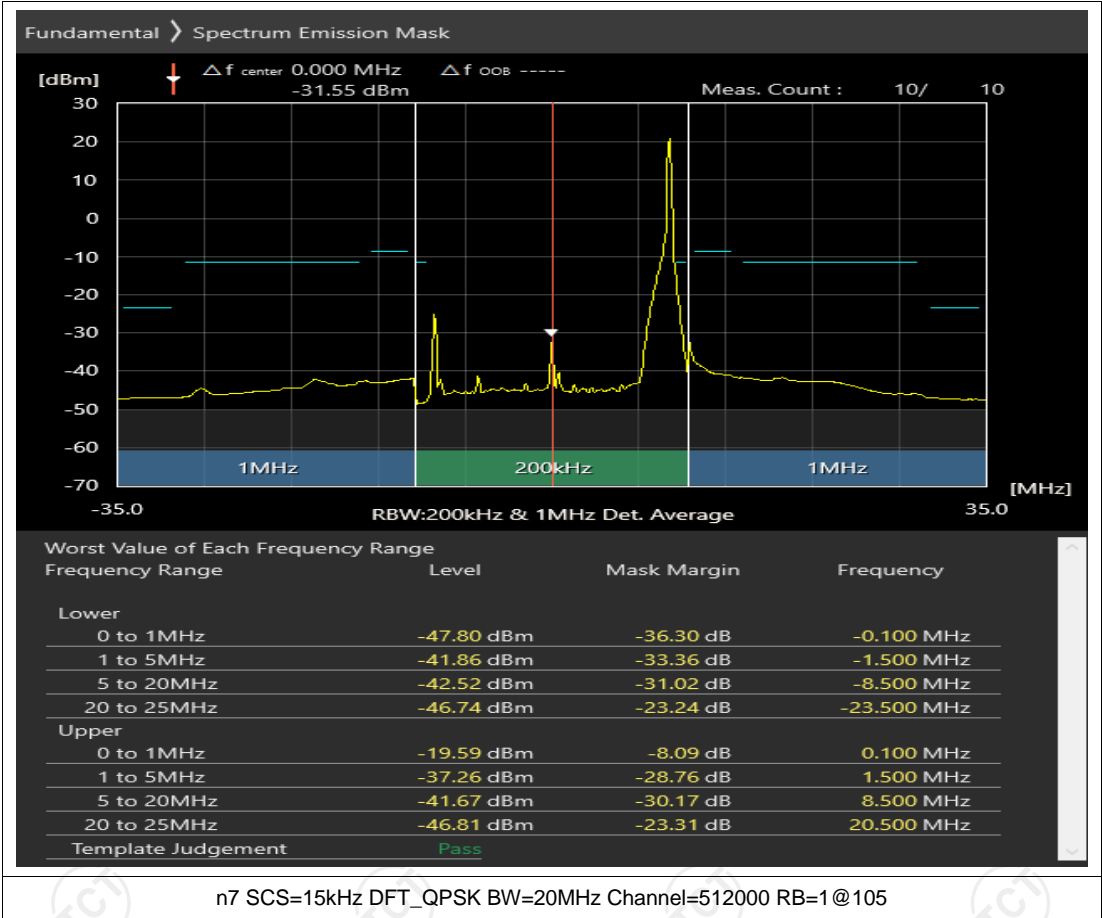 Fundamental ❯ Spectrum Emission Mask
[dBm] △f center 0.000 MHz △f OOB -----
-31.55 dBm Meas. Count : 10/ 10
30
20
10
0
-10
-20
-30
-40
-50
-60
1MHz 200kHz 1MHz
-70 [MHz]
-35.0 RBW:200kHz & 1MHz Det. Average 35.0
Worst Value of Each Frequency Range
Frequency Range Level Mask Margin Frequency
Lower
0 to 1MHz -47.80 dBm -36.30 dB -0.100 MHz
1 to 5MHz -41.86 dBm -33.36 dB -1.500 MHz
5 to 20MHz -42.52 dBm -31.02 dB -8.500 MHz
20 to 25MHz -46.74 dBm -23.24 dB -23.500 MHz
Upper
0 to 1MHz -19.59 dBm -8.09 dB 0.100 MHz
1 to 5MHz -37.26 dBm -28.76 dB 1.500 MHz
5 to 20MHz -41.67 dBm -30.17 dB 8.500 MHz
20 to 25MHz -46.81 dBm -23.31 dB 20.500 MHz
Template Judgement Pass
n7 SCS=15kHz DFT_QPSK BW=20MHz Channel=512000 RB=1@105
TCT TCT TCT TCT